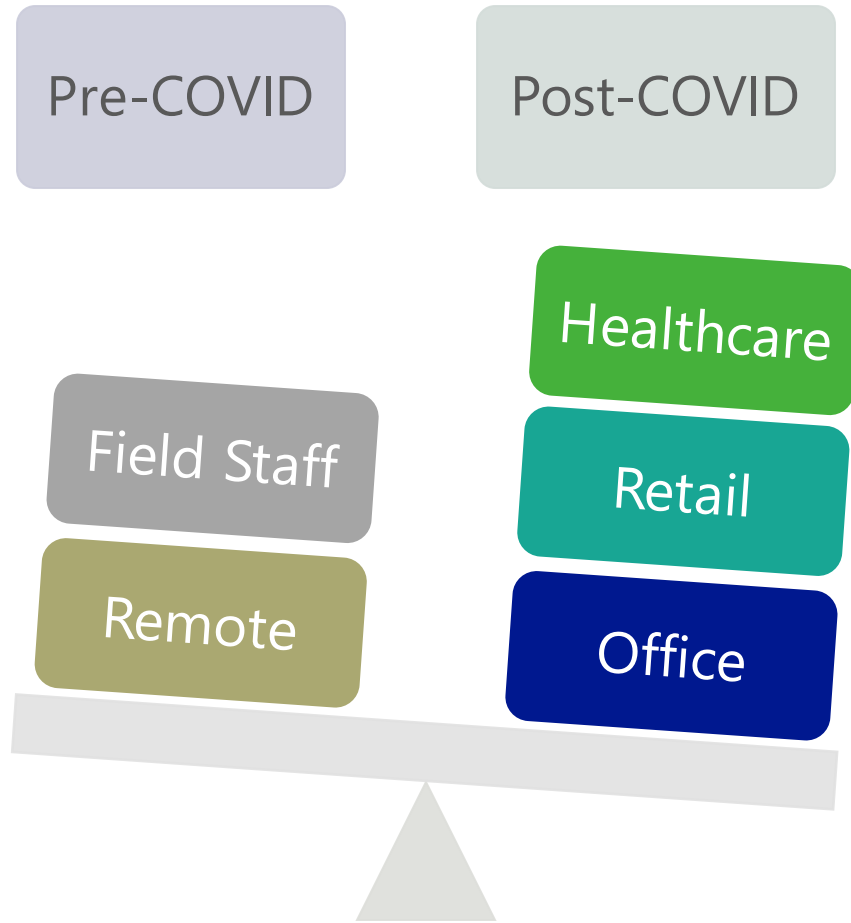 Pre-COVID
Post-COVID
Field Staff
Remote
Healthcare
Retail
Office